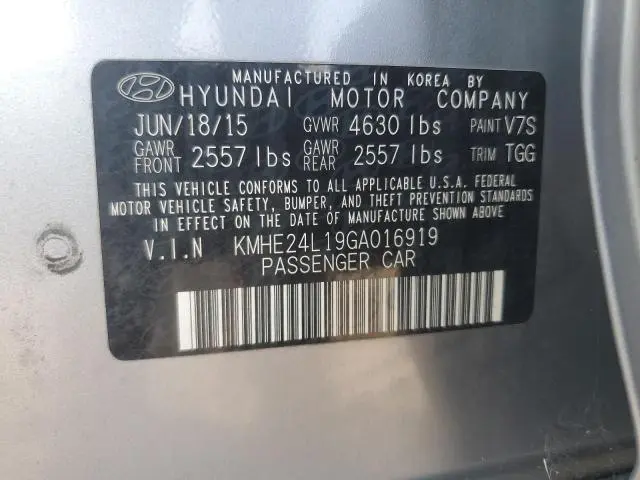 MANUFACTURED IN KOREA BY
HYUNDAI MOTOR COMPANY
JUN/18/15 GVWR 4630 lbs PAINT V7S
GAWR FRONT 2557 lbs GAWR REAR 2557 lbs TRIM TGG
THIS VEHICLE CONFORMS TO ALL APPLICABLE U.S.A. FEDERAL
MOTOR VEHICLE SAFETY, BUMPER, AND THEFT PREVENTION STANDARDS
IN EFFECT ON THE DATE OF MANUFACTURE SHOWN ABOVE
V.I.N KMHE24L19GA016919
PASSENGER CAR